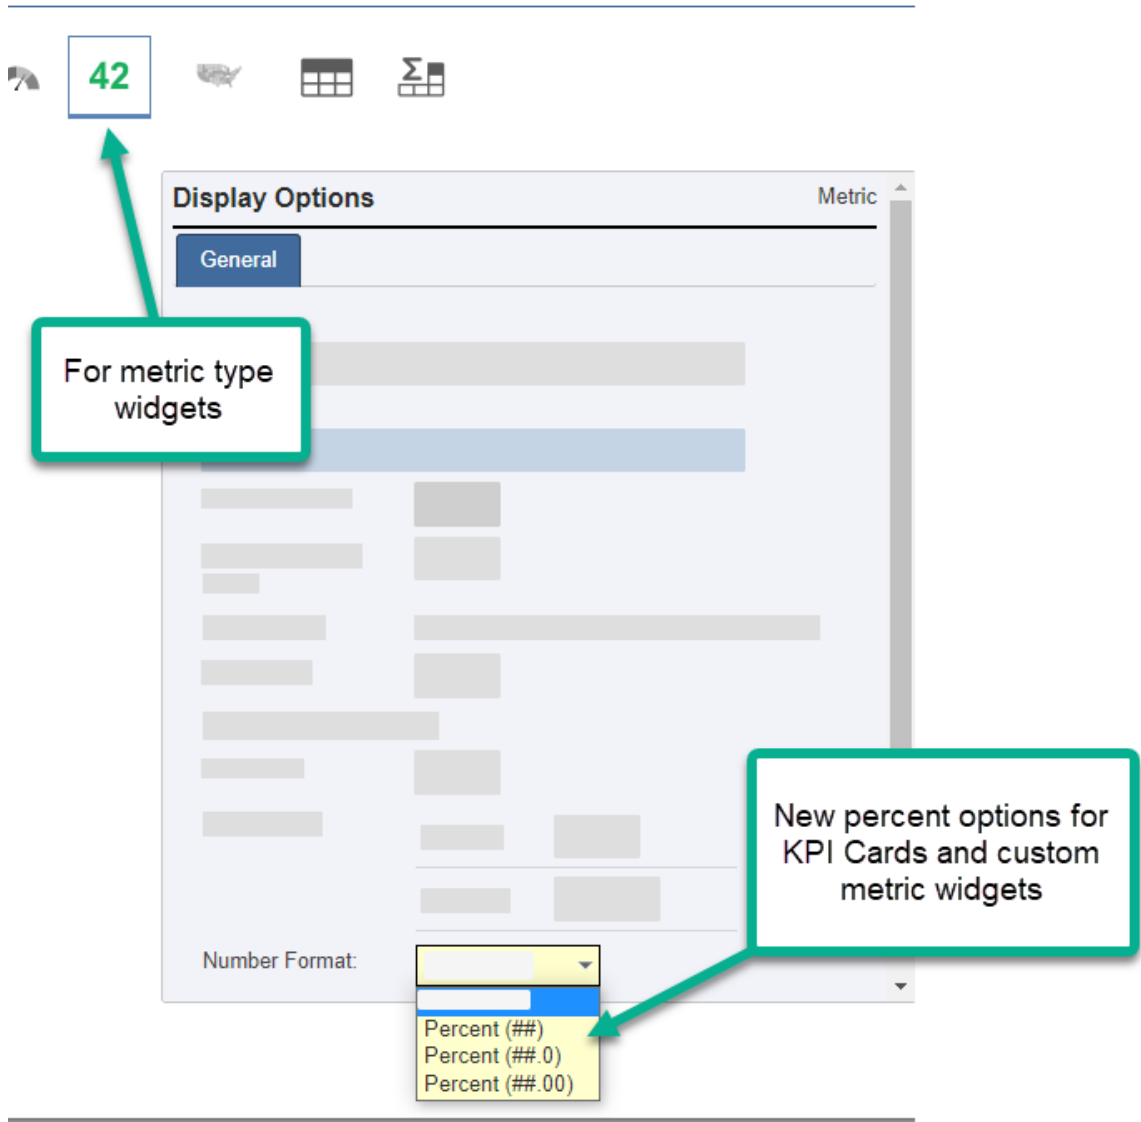 42
Display Options
Metric
General
For metric type
widgets
New percent options for
KPI Cards and custom
metric widgets
Number Format:
Percent (##)
Percent (##.0)
Percent (##.00)